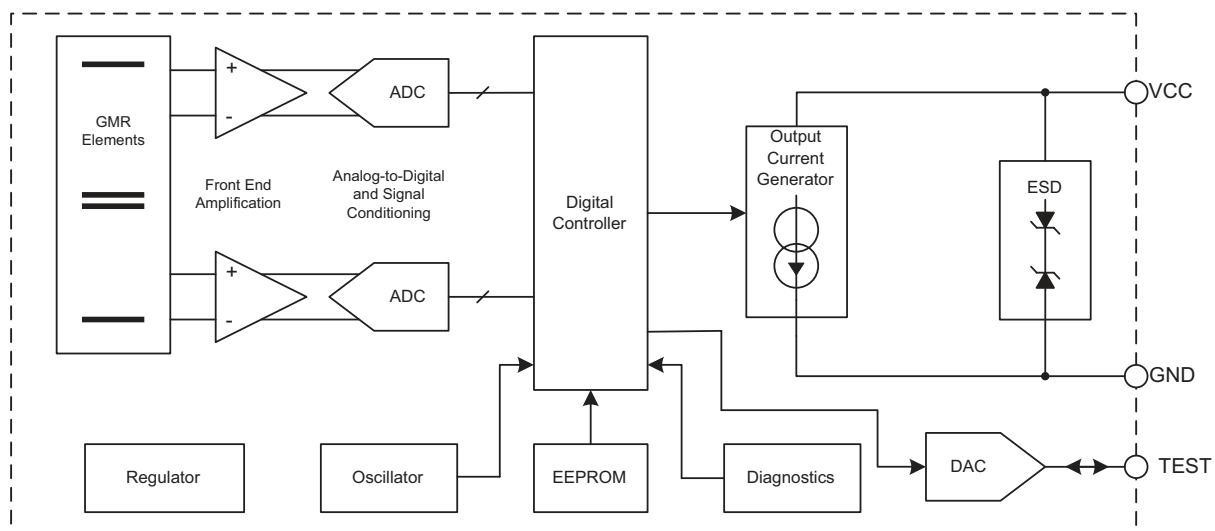 GMR
Elements
+
-
ADC
Front End
Amplification
Analog-to-Digital
and Signal
Conditioning
+
-
ADC
Digital
Controller
Output
Current
Generator
ESD
VCC
GND
Regulator
Oscillator
EEPROM
Diagnostics
DAC
TEST